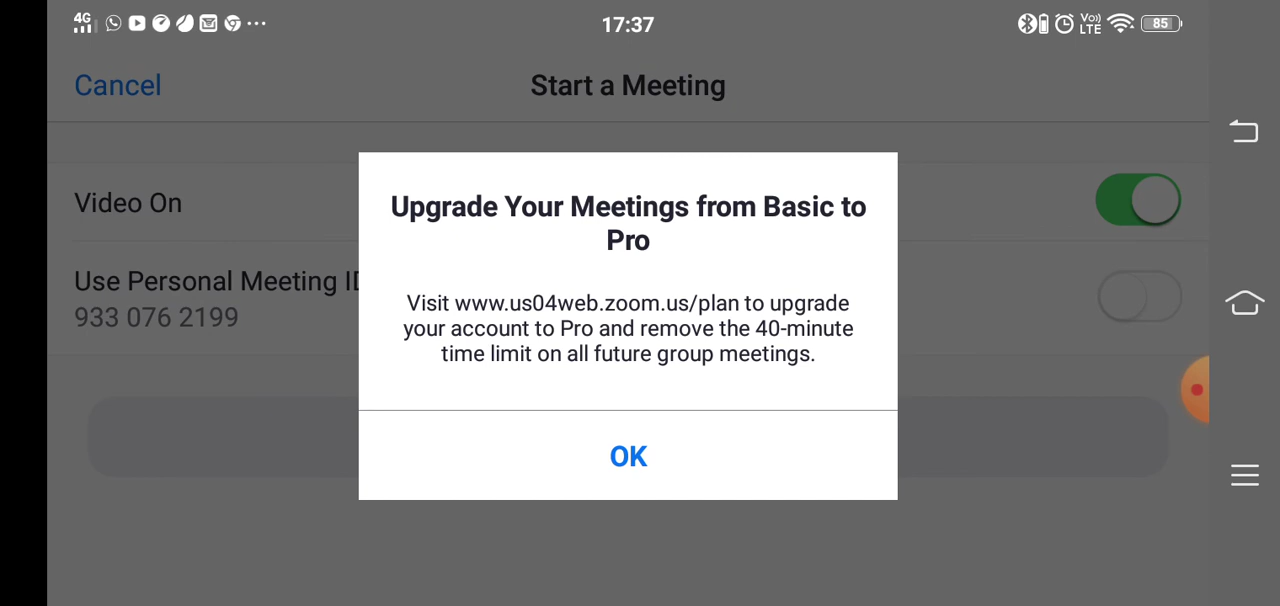 4G 17:37 Vo) LTE 85
Cancel Start a Meeting
Upgrade Your Meetings from Basic to
Pro
Video On
Use Personal Meeting
933 076 2199
Visit www.us04web.zoom.us/plan to upgrade
your account to Pro and remove the 40-minute
time limit on all future group meetings.
OK